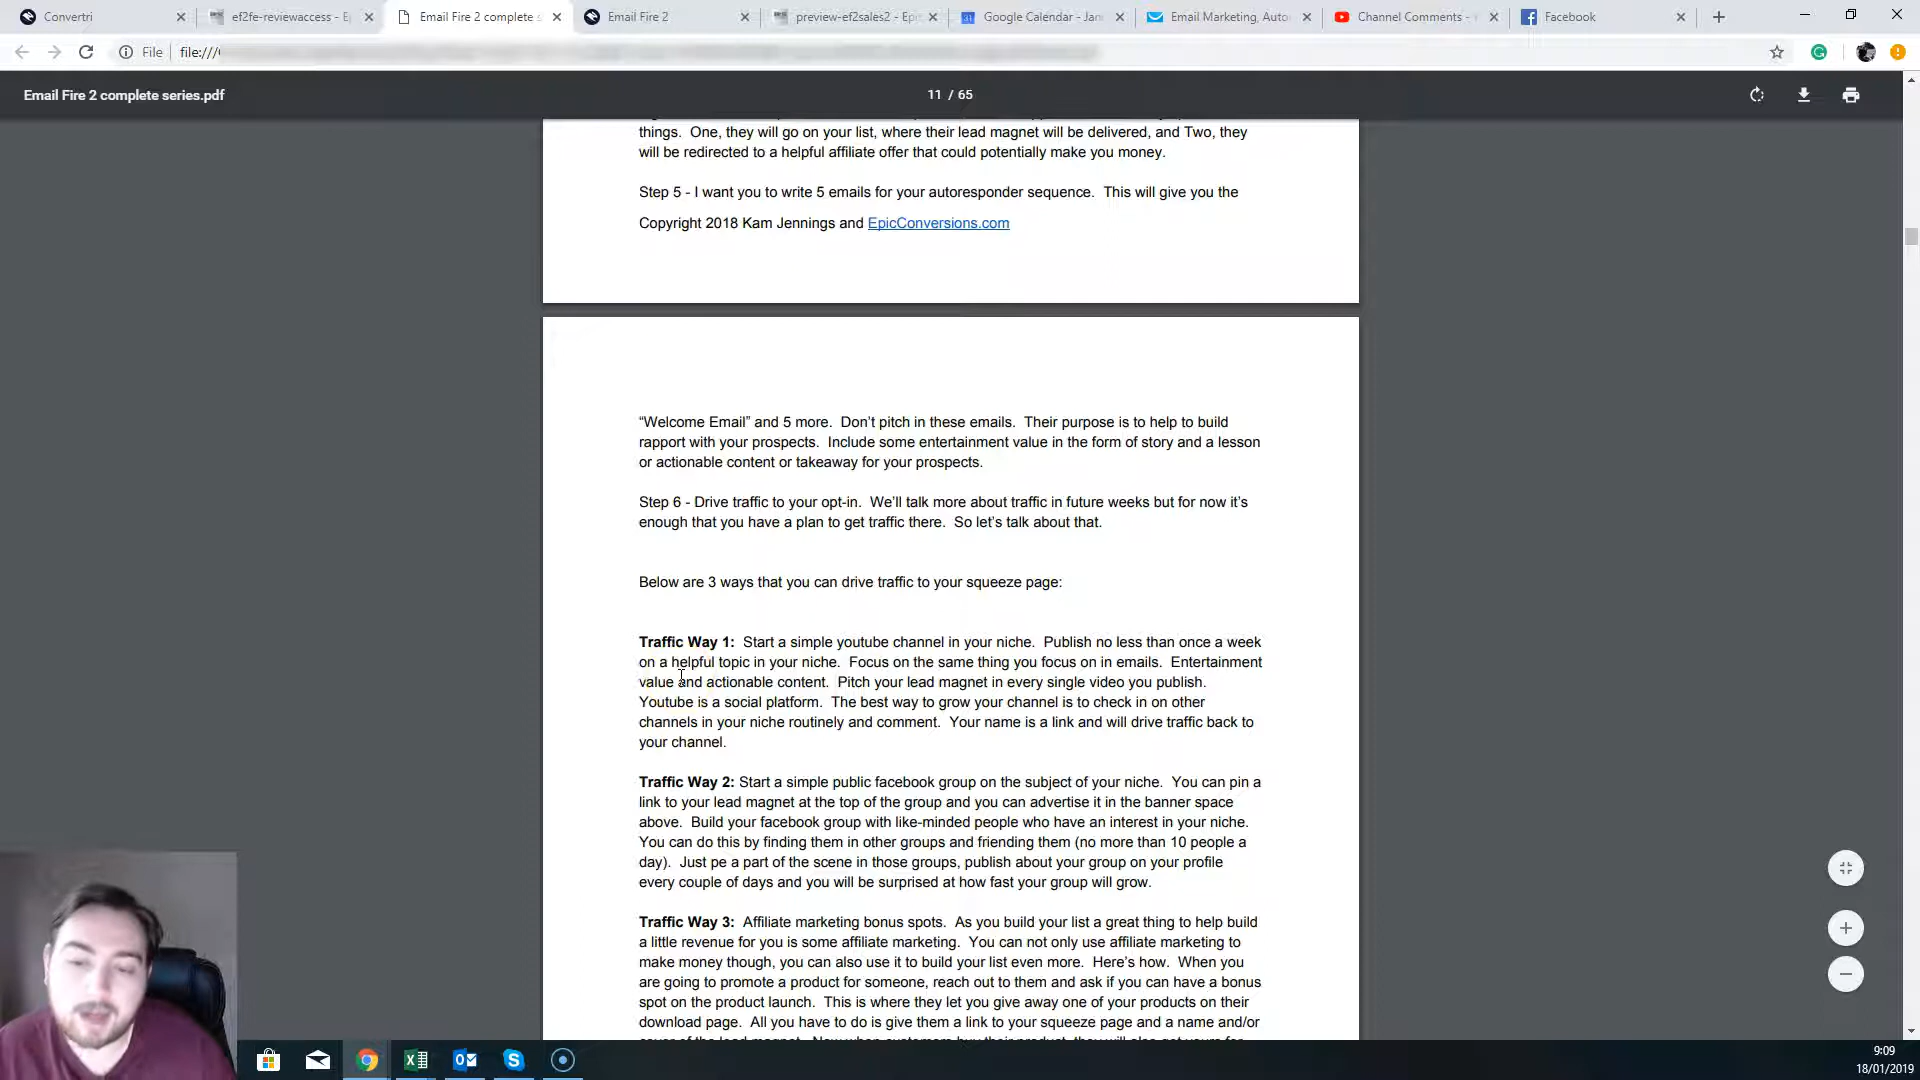 Convertri
ef2fe-reviewaccess - E
Email Fire 2 complete s
Email Fire 2
preview-ef2sales2 - Epi
Google Calendar - Jan
Email Marketing, Auto
Channel Comments -
Facebook
File
file:///
Email Fire 2 complete series.pdf
11 / 65
things. One, they will go on your list, where their lead magnet will be delivered, and Two, they
will be redirected to a helpful affiliate offer that could potentially make you money.
Step 5 - I want you to write 5 emails for your autoresponder sequence. This will give you the
Copyright 2018 Kam Jennings and EpicConversions.com
“Welcome Email” and 5 more. Don’t pitch in these emails. Their purpose is to help to build
rapport with your prospects. Include some entertainment value in the form of story and a lesson
or actionable content or takeaway for your prospects.
Step 6 - Drive traffic to your opt-in. We’ll talk more about traffic in future weeks but for now it’s
enough that you have a plan to get traffic there. So let’s talk about that.
Below are 3 ways that you can drive traffic to your squeeze page:
Traffic Way 1: Start a simple youtube channel in your niche. Publish no less than once a week
on a helpful topic in your niche. Focus on the same thing you focus on in emails. Entertainment
value and actionable content. Pitch your lead magnet in every single video you publish.
Youtube is a social platform. The best way to grow your channel is to check in on other
channels in your niche routinely and comment. Your name is a link and will drive traffic back to
your channel.
Traffic Way 2: Start a simple public facebook group on the subject of your niche. You can pin a
link to your lead magnet at the top of the group and you can advertise it in the banner space
above. Build your facebook group with like-minded people who have an interest in your niche.
You can do this by finding them in other groups and friending them (no more than 10 people a
day). Just pe a part of the scene in those groups, publish about your group on your profile
every couple of days and you will be surprised at how fast your group will grow.
Traffic Way 3: Affiliate marketing bonus spots. As you build your list a great thing to help build
a little revenue for you is some affiliate marketing. You can not only use affiliate marketing to
make money though, you can also use it to build your list even more. Here’s how. When you
are going to promote a product for someone, reach out to them and ask if you can have a bonus
spot on the product launch. This is where they let you give away one of your products on their
download page. All you have to do is give them a link to your squeeze page and a name and/or
9:09
18/01/2019